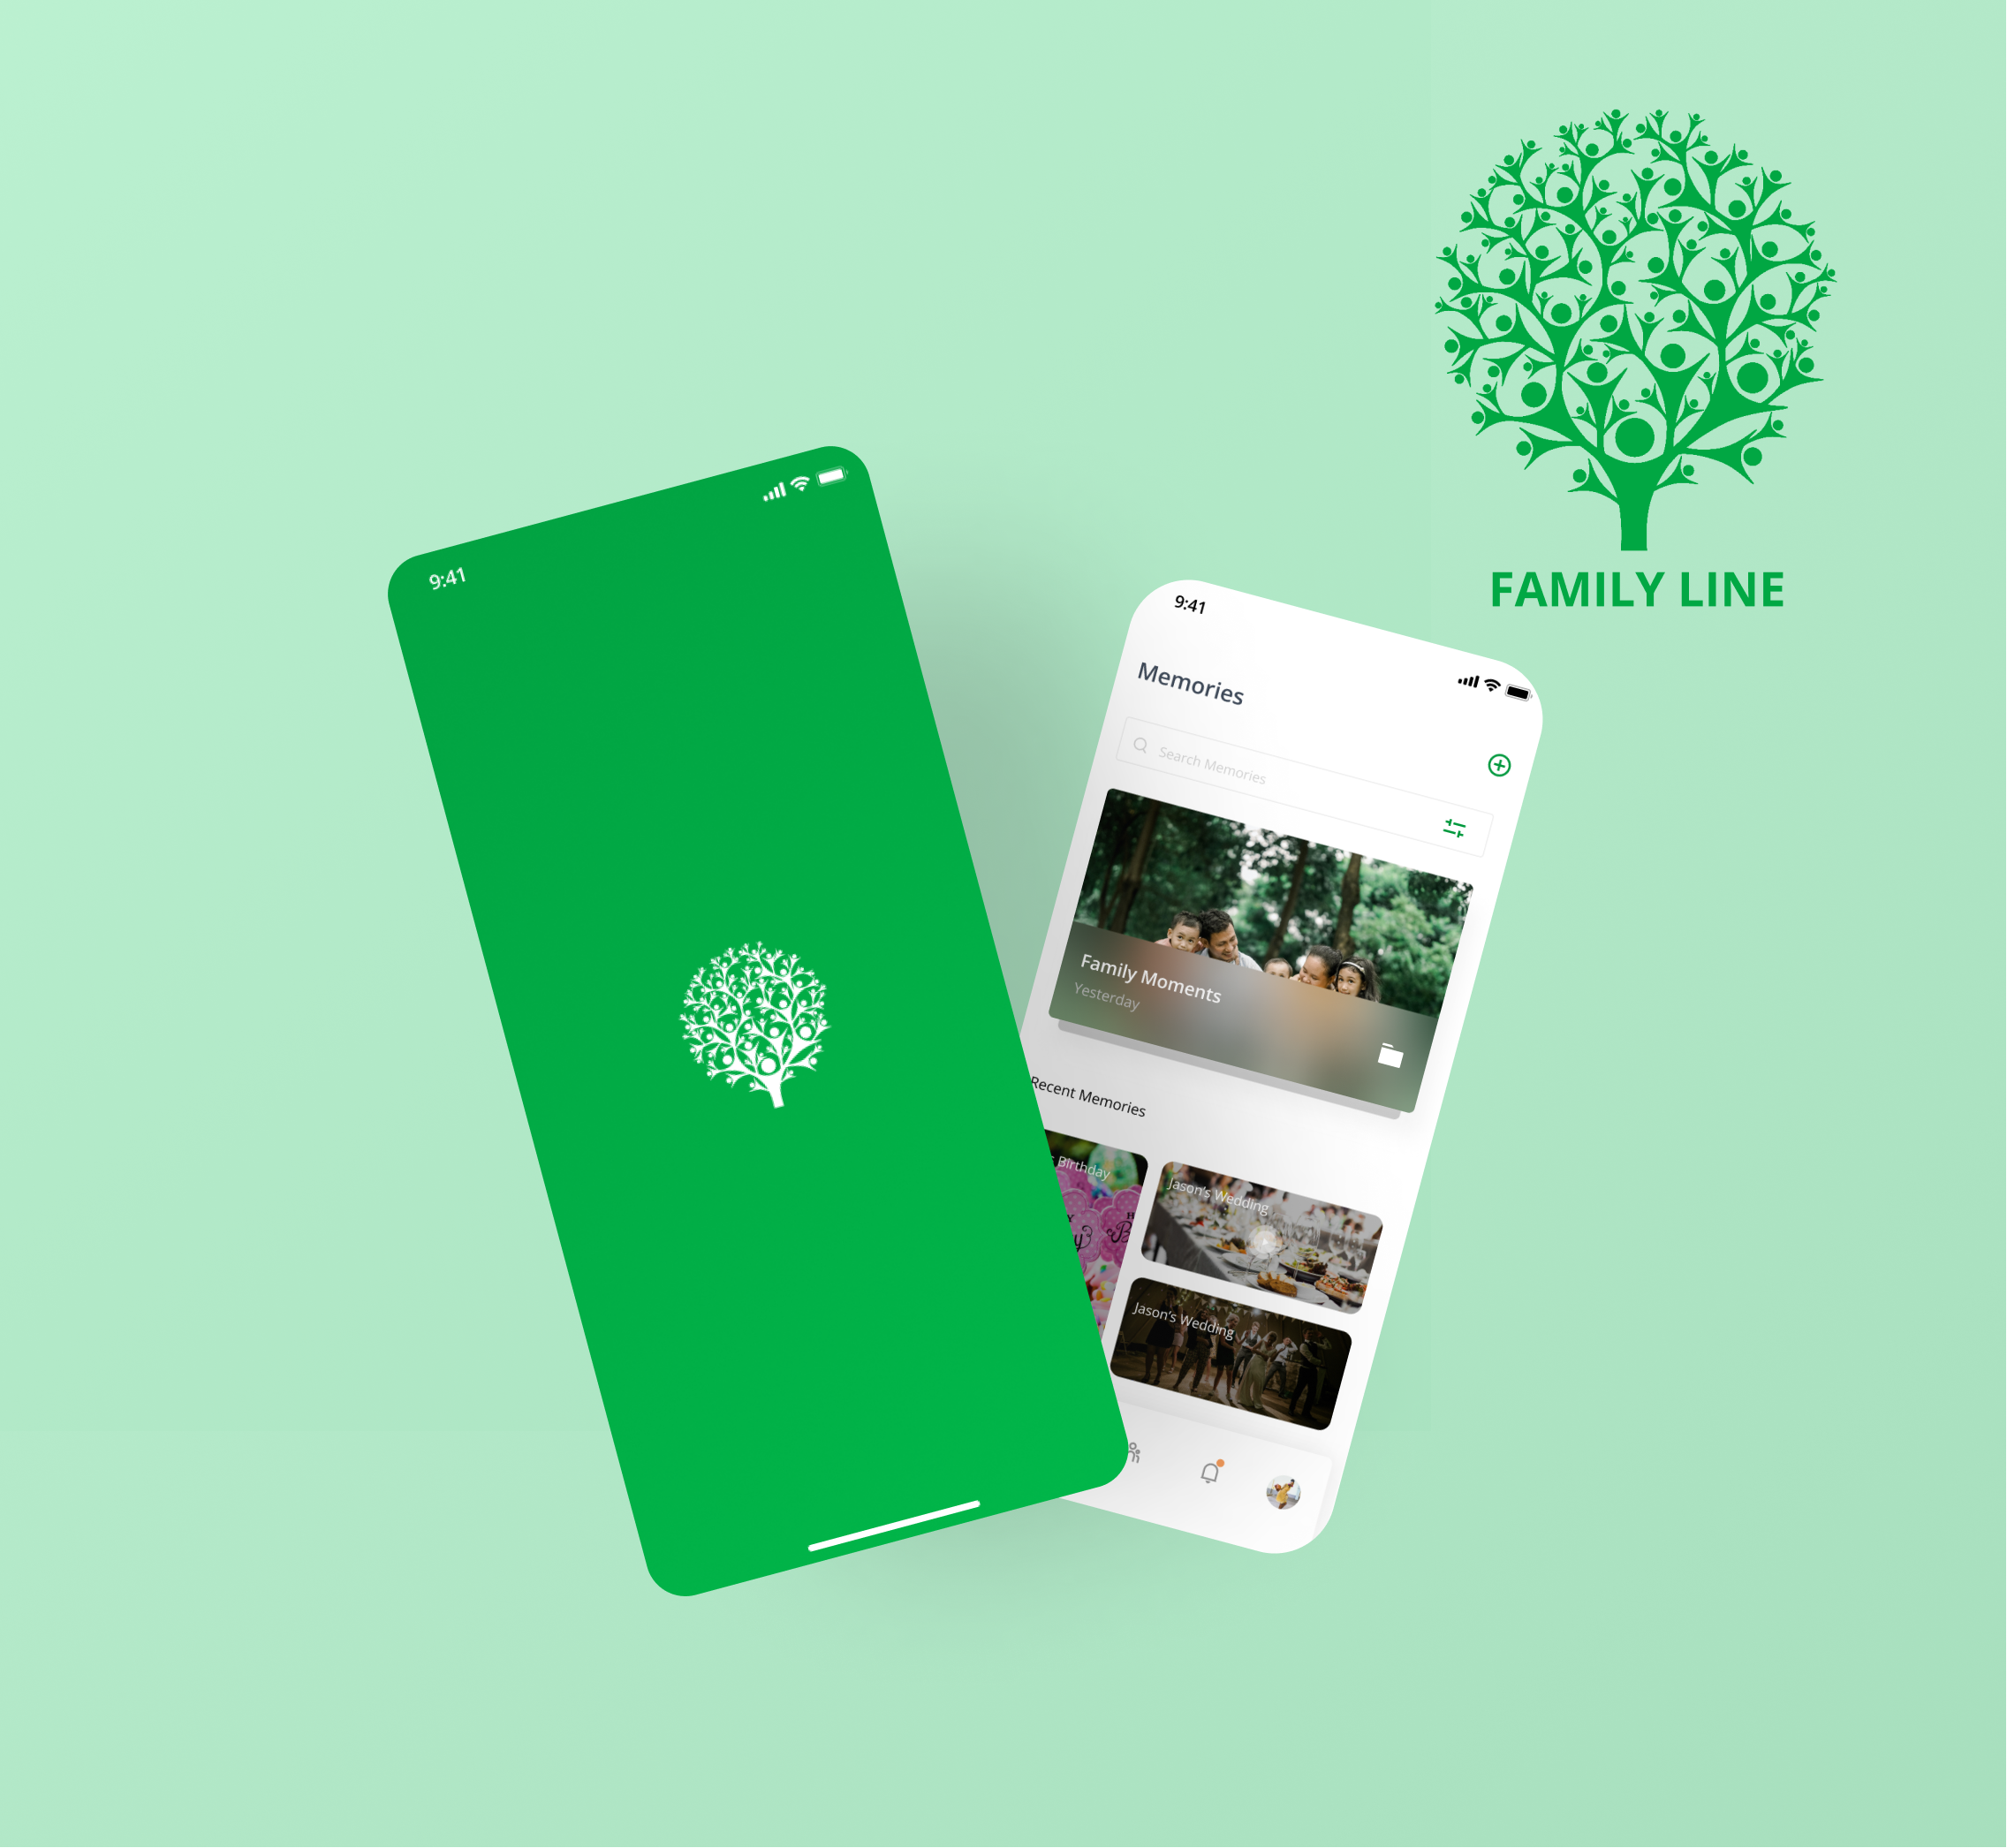 FAMILY LINE
9:41
9:41
Memories
Search Memories
Family Moments
Yesterday
Recent Memories
Birthday
Jason's Wedding
Jason's Wedding